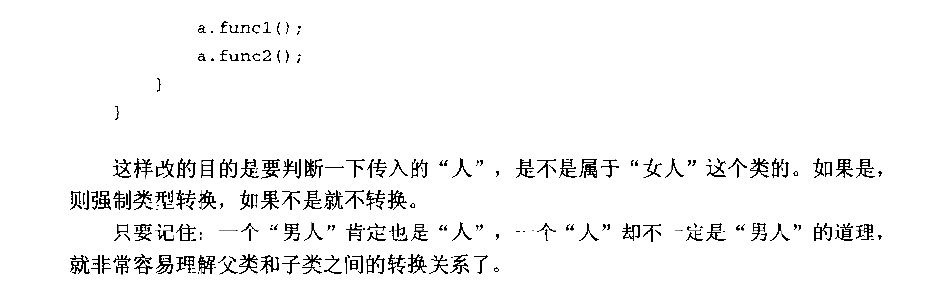 a.func1();
a.func2();
}
}
这样改的目的是要判断一下传入的“人”，是不是属于“女人”这个类的。如果是，
则强制类型转换，如果不是就不转换。
只要记住：一个“男人”肯定也是“人”，一个“人”却不一定是“男人”的道理，
就非常容易理解父类和子类之间的转换关系了。